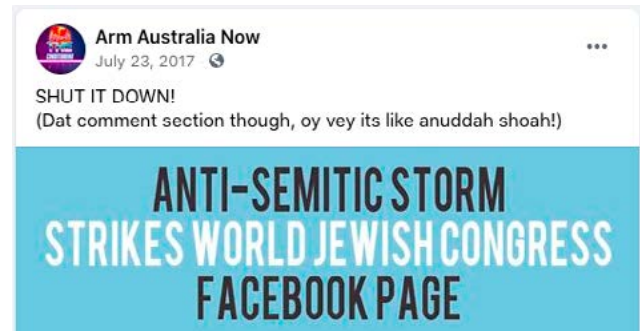 Arm Australia Now
July 23, 2017
SHUT IT DOWN!
(Dat comment section though, oy vey its like anuddah shoah!)
ANTI-SEMITIC STORM
STRIKES WORLD JEWISH CONGRESS
FACEBOOK PAGE